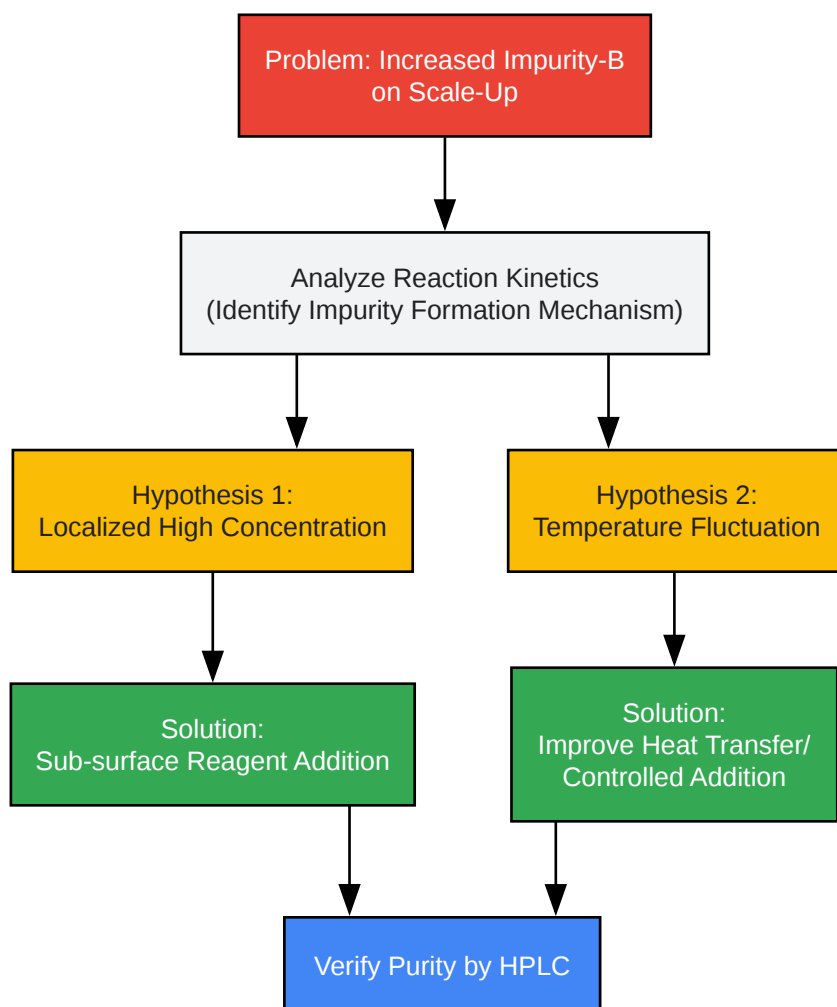 Problem: Increased Impurity-B
on Scale-Up
Analyze Reaction Kinetics
(Identify Impurity Formation Mechanism)
Hypothesis 1:
Localized High Concentration
Hypothesis 2:
Temperature Fluctuation
Solution:
Sub-surface Reagent Addition
Solution:
Improve Heat Transfer/
Controlled Addition
Verify Purity by HPLC